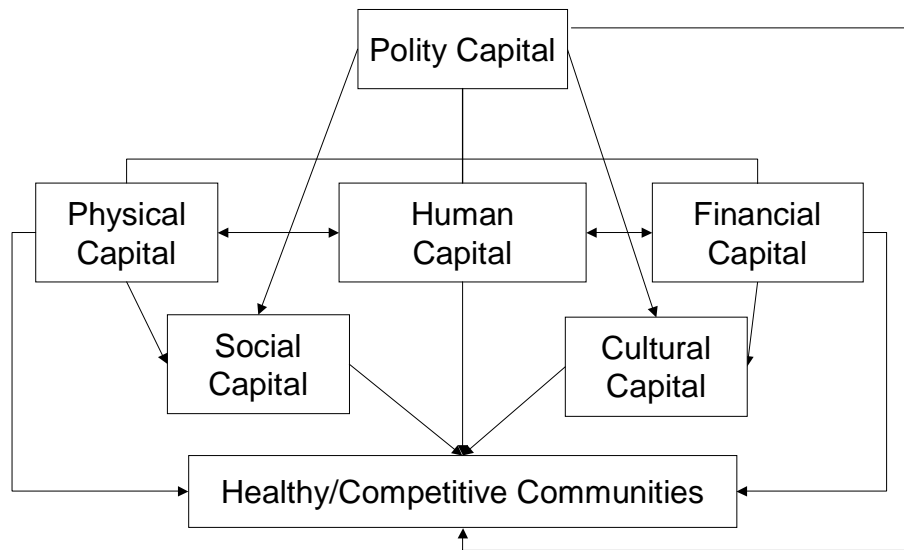 Polity Capital
Physical
Capital
Human
Capital
Financial
Capital
Social
Capital
Cultural
Capital
Healthy/Competitive Communities